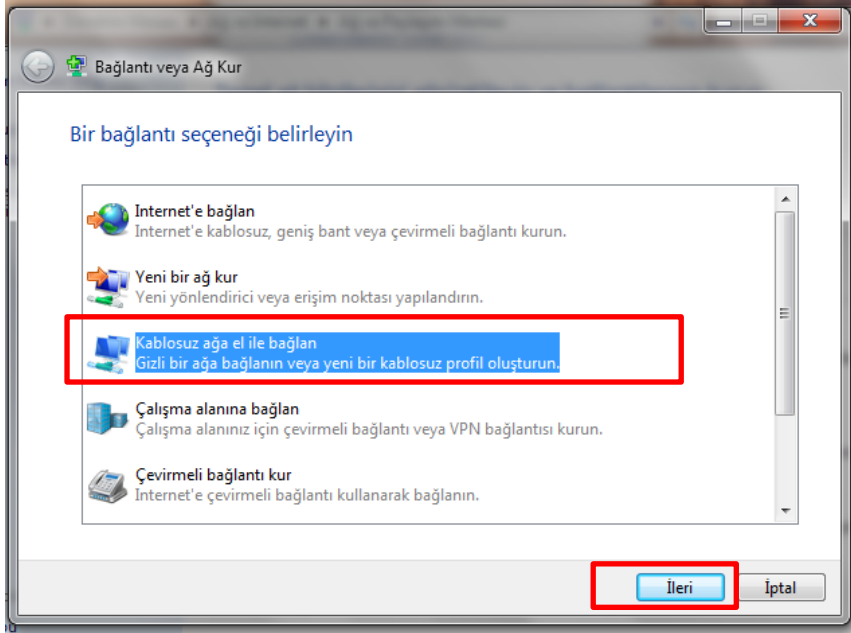 Bağlantı veya Ağ Kur
Bir bağlantı seçeneği belirleyin
Internet'e bağlan
Internet'e kablosuz, geniş bant veya çevirmeli bağlantı kurun.
Yeni bir ağ kur
Yeni yönlendirici veya erişim noktası yapılandırın.
Kablosuz ağa el ile bağlan
Gizli bir ağa bağlanın veya yeni bir kablosuz profil oluşturun.
Çalışma alanına bağlan
Çalışma alanınız için çevirmeli bağlantı veya VPN bağlantısı kurun.
Çevirmeli bağlantı kur
Internet'e çevirmeli bağlantı kullanarak bağlanın.
İleri
İptal